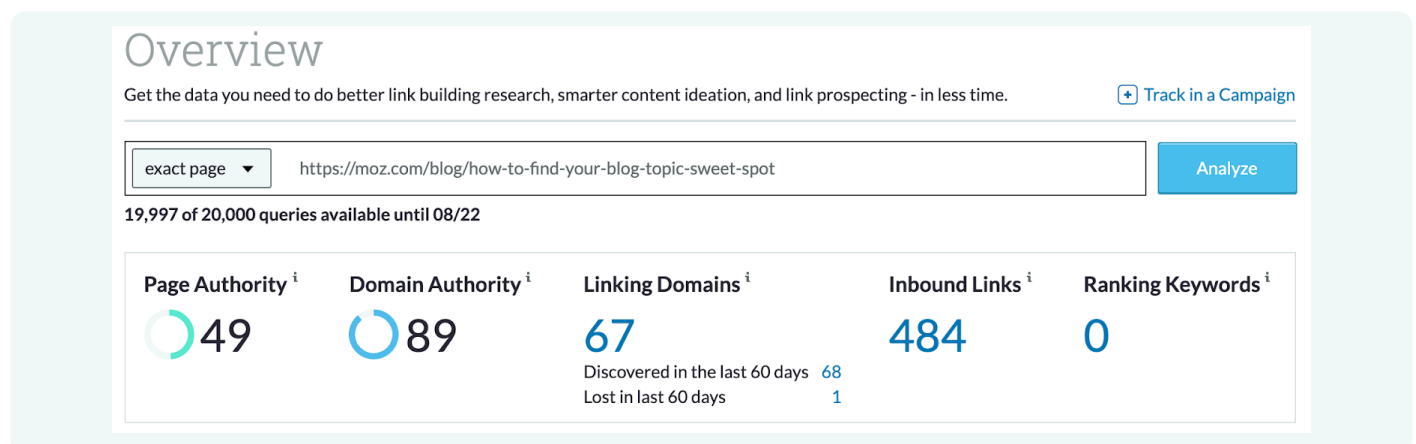 Overview
Get the data you need to do better link building research, smarter content ideation, and link prospecting - in less time.
Track in a Campaign
exact page
https://moz.com/blog/how-to-find-your-blog-topic-sweet-spot
Analyze
19,997 of 20,000 queries available until 08/22
Page Authority i
49
Domain Authority i
89
Linking Domains i
67
Discovered in the last 60 days 68
Lost in last 60 days 1
Inbound Links i
484
Ranking Keywords i
0